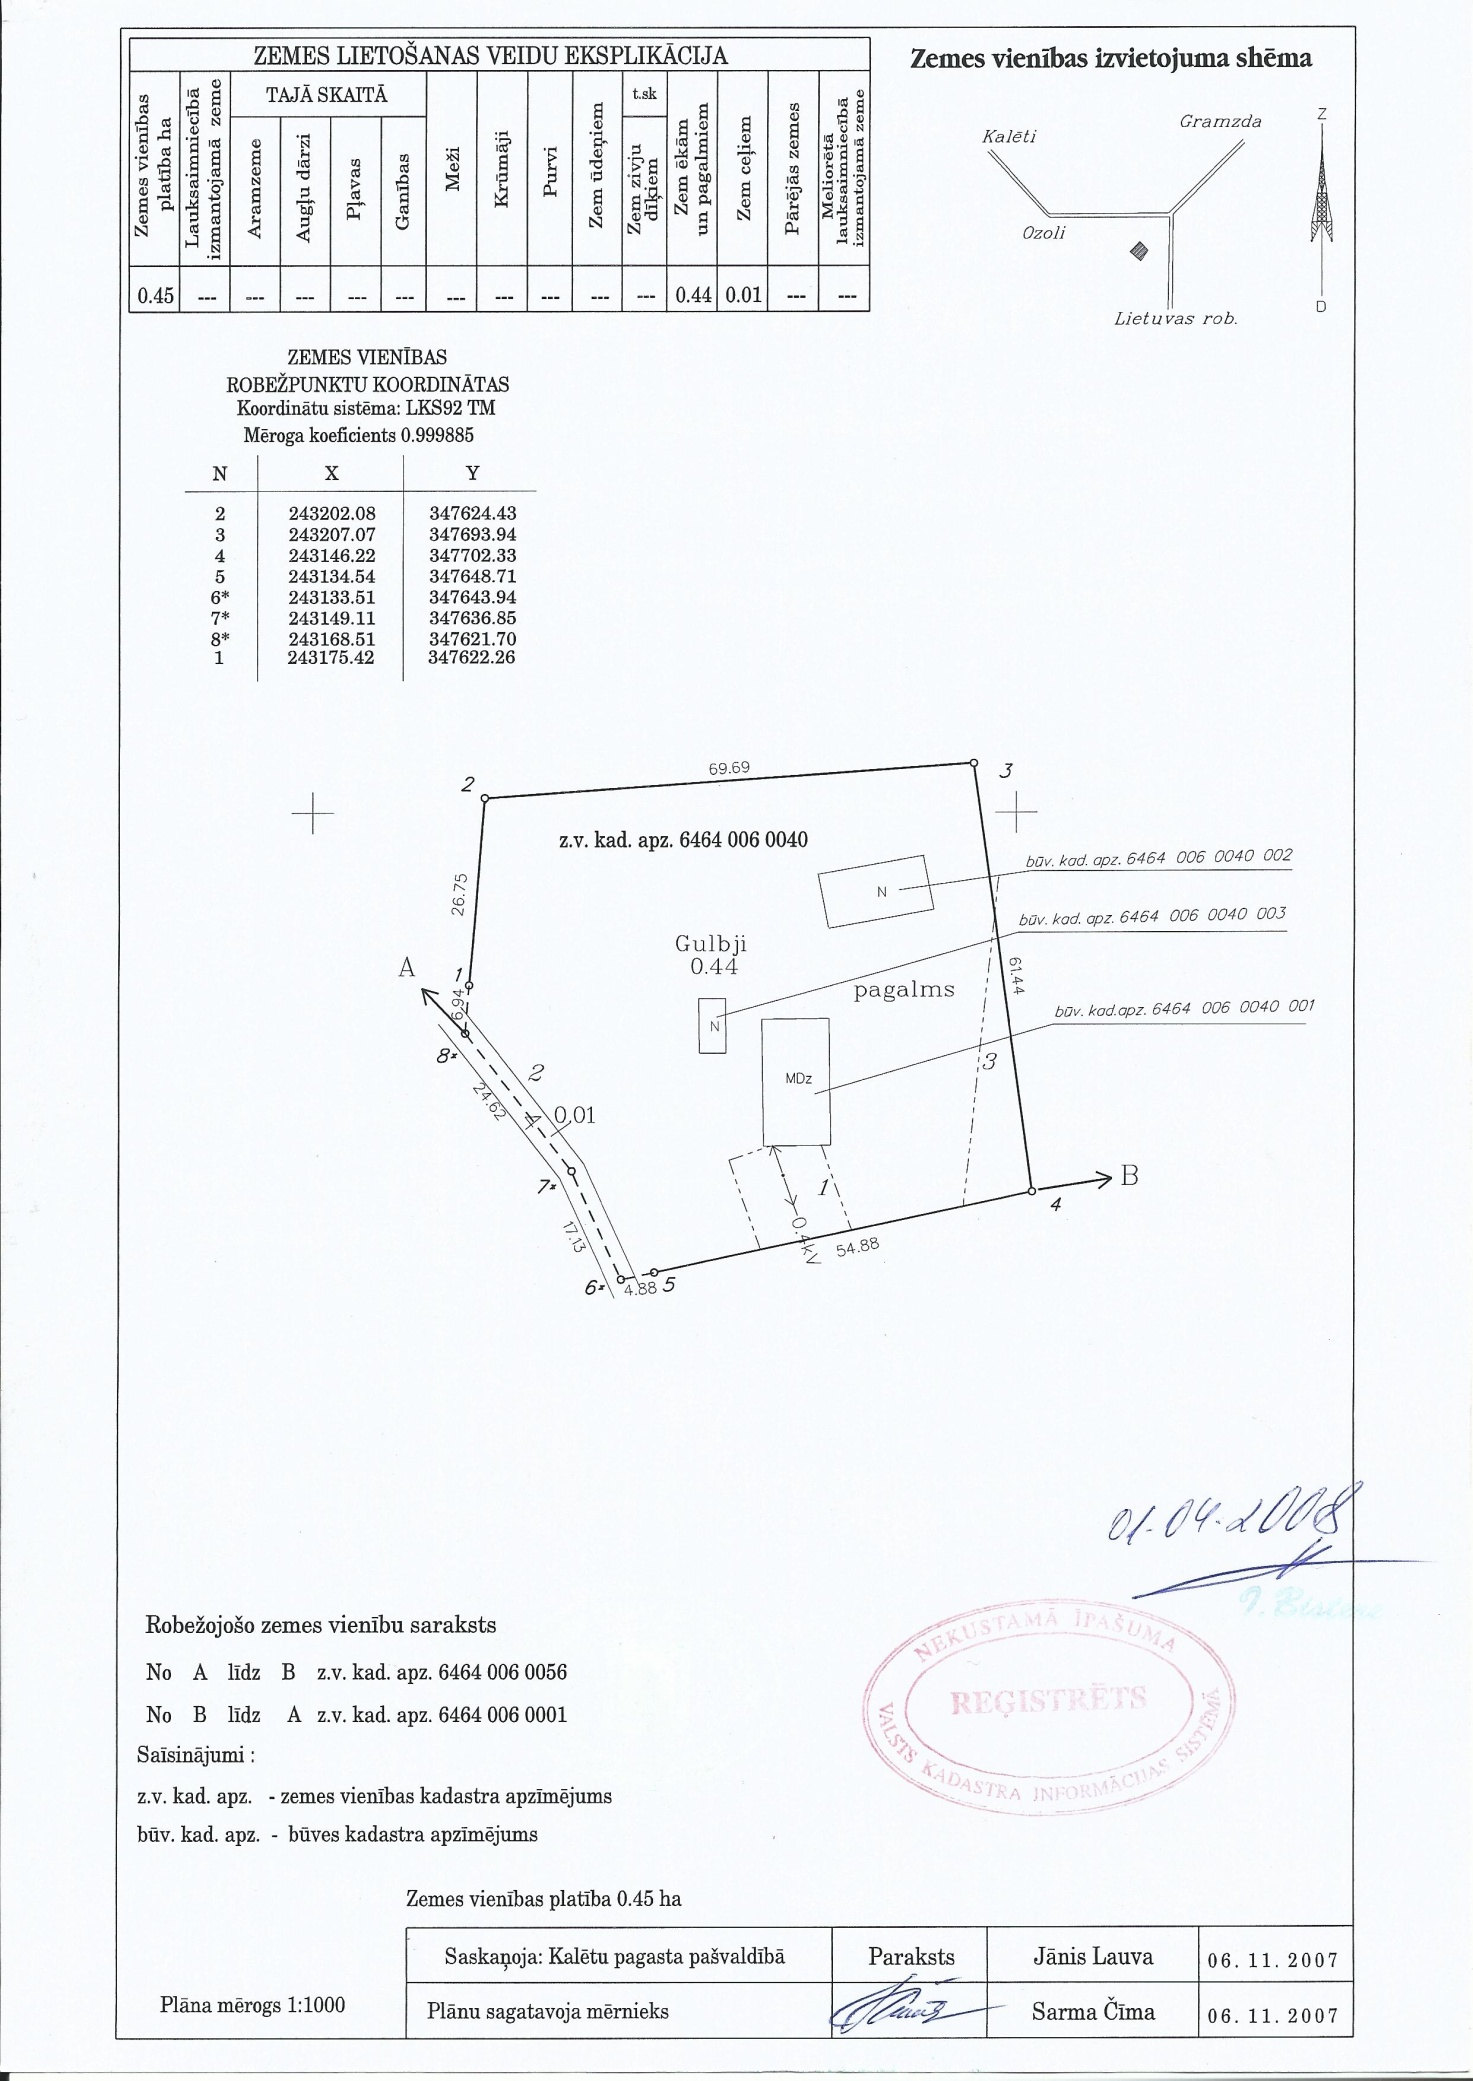 ZEMES LIETOŠANAS VEIDU EKSPLIKĀCIJA
Zemes vienības platība ha
Lauksaimniecībā izmantojamā zeme
TAJĀ SKAITĀ
Aramzeme
Augļu dārzi
Pļavas
Ganības
Meži
Krūmāji
Purvi
Zem ūdeņiem
t.sk
Zem zivju dīķiem
Zem ēkām un pagalmiem
Zem ceļiem
Pārējās zemes
Meliorētā lauksaimniecībā izmantojamā zeme
0.45 --- --- --- --- --- --- --- --- --- --- 0.44 0.01 --- ---
Zemes vienības izvietojuma shēma
Kalēti
Gramzda
Ozoli
Lietuvas rob.
Z
D
ZEMES VIENĪBAS
ROBEŽPUNKTU KOORDINĀTAS
Koordinātu sistēma: LKS92 TM
Mēroga koeficients 0.999885
N X Y
2 243202.08 347624.43
3 243207.07 347693.94
4 243146.22 347702.33
5 243134.54 347648.71
6* 243133.51 347643.94
7* 243149.11 347636.85
8* 243168.51 347621.70
1 243175.42 347622.26
2
69.69
3
z.v. kad. apz. 6464 006 0040
26.75
N
būv. kad. apz. 6464 006 0040 002
būv. kad. apz. 6464 006 0040 003
Gulbji
0.44
pagalms
61.44
A
1
6.94
N
būv. kad.apz. 6464 006 0040 001
8*
2
MDz
3
24.62
4
0,01
7*
1
B
4
17.13
0.4kV
54.88
6*
4.88
5
01.04.2008
Robežojošo zemes vienību saraksts
No A līdz B z.v. kad. apz. 6464 006 0056
No B līdz A z.v. kad. apz. 6464 006 0001
Saīsinājumi :
z.v. kad. apz. - zemes vienības kadastra apzīmējums
būv. kad. apz. - būves kadastra apzīmējums
NEKUSTAMĀ ĪPAŠUMA
REĢISTRĒTS
VALSTS KADASTRA INFORMĀCIJAS SISTĒMĀ
Zemes vienības platība 0.45 ha
Plāna mērogs 1:1000
Saskaņoja: Kalētu pagasta pašvaldībā Paraksts Jānis Lauva 06. 11. 2007
Plānu sagatavoja mērnieks Sarma Čīma 06. 11. 2007